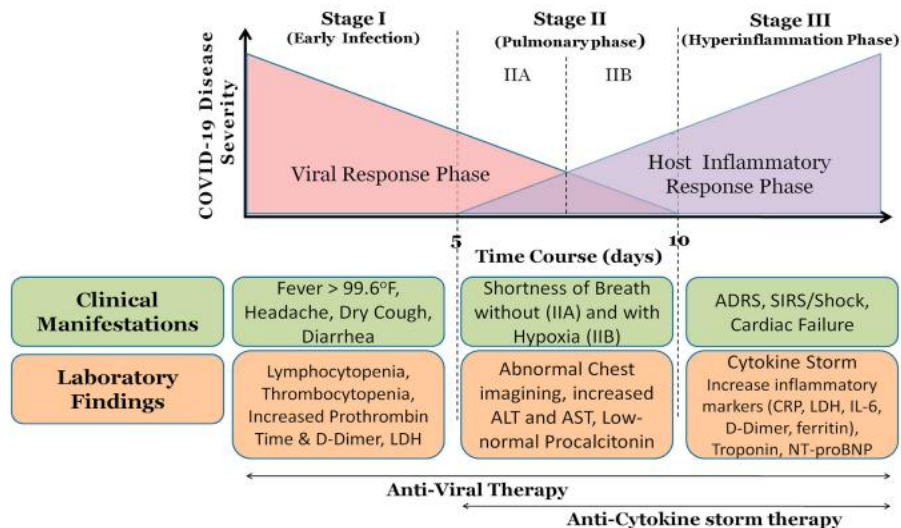 Stage I
(Early Infection)
Stage II
(Pulmonary phase)
Stage III
(Hyperinflammation Phase)
IIA
IIB
COVID-19 Disease
Severity
Viral Response Phase
Host Inflammatory
Response Phase
5
10
Time Course (days)
Clinical
Manifestations
Fever > 99.6°F,
Headache, Dry Cough,
Diarrhea
Shortness of Breath
without (IIA) and with
Hypoxia (IIB)
ADRS, SIRS/Shock,
Cardiac Failure
Laboratory
Findings
Lymphocytopenia,
Thrombocytopenia,
Increased Prothrombin
Time & D-Dimer, LDH
Abnormal Chest
imagining, increased
ALT and AST, Low-
normal Procalcitonin
Cytokine Storm
Increase inflammatory
markers (CRP, LDH, IL-6,
D-Dimer, ferritin),
Troponin, NT-proBNP
Anti-Viral Therapy
Anti-Cytokine storm therapy